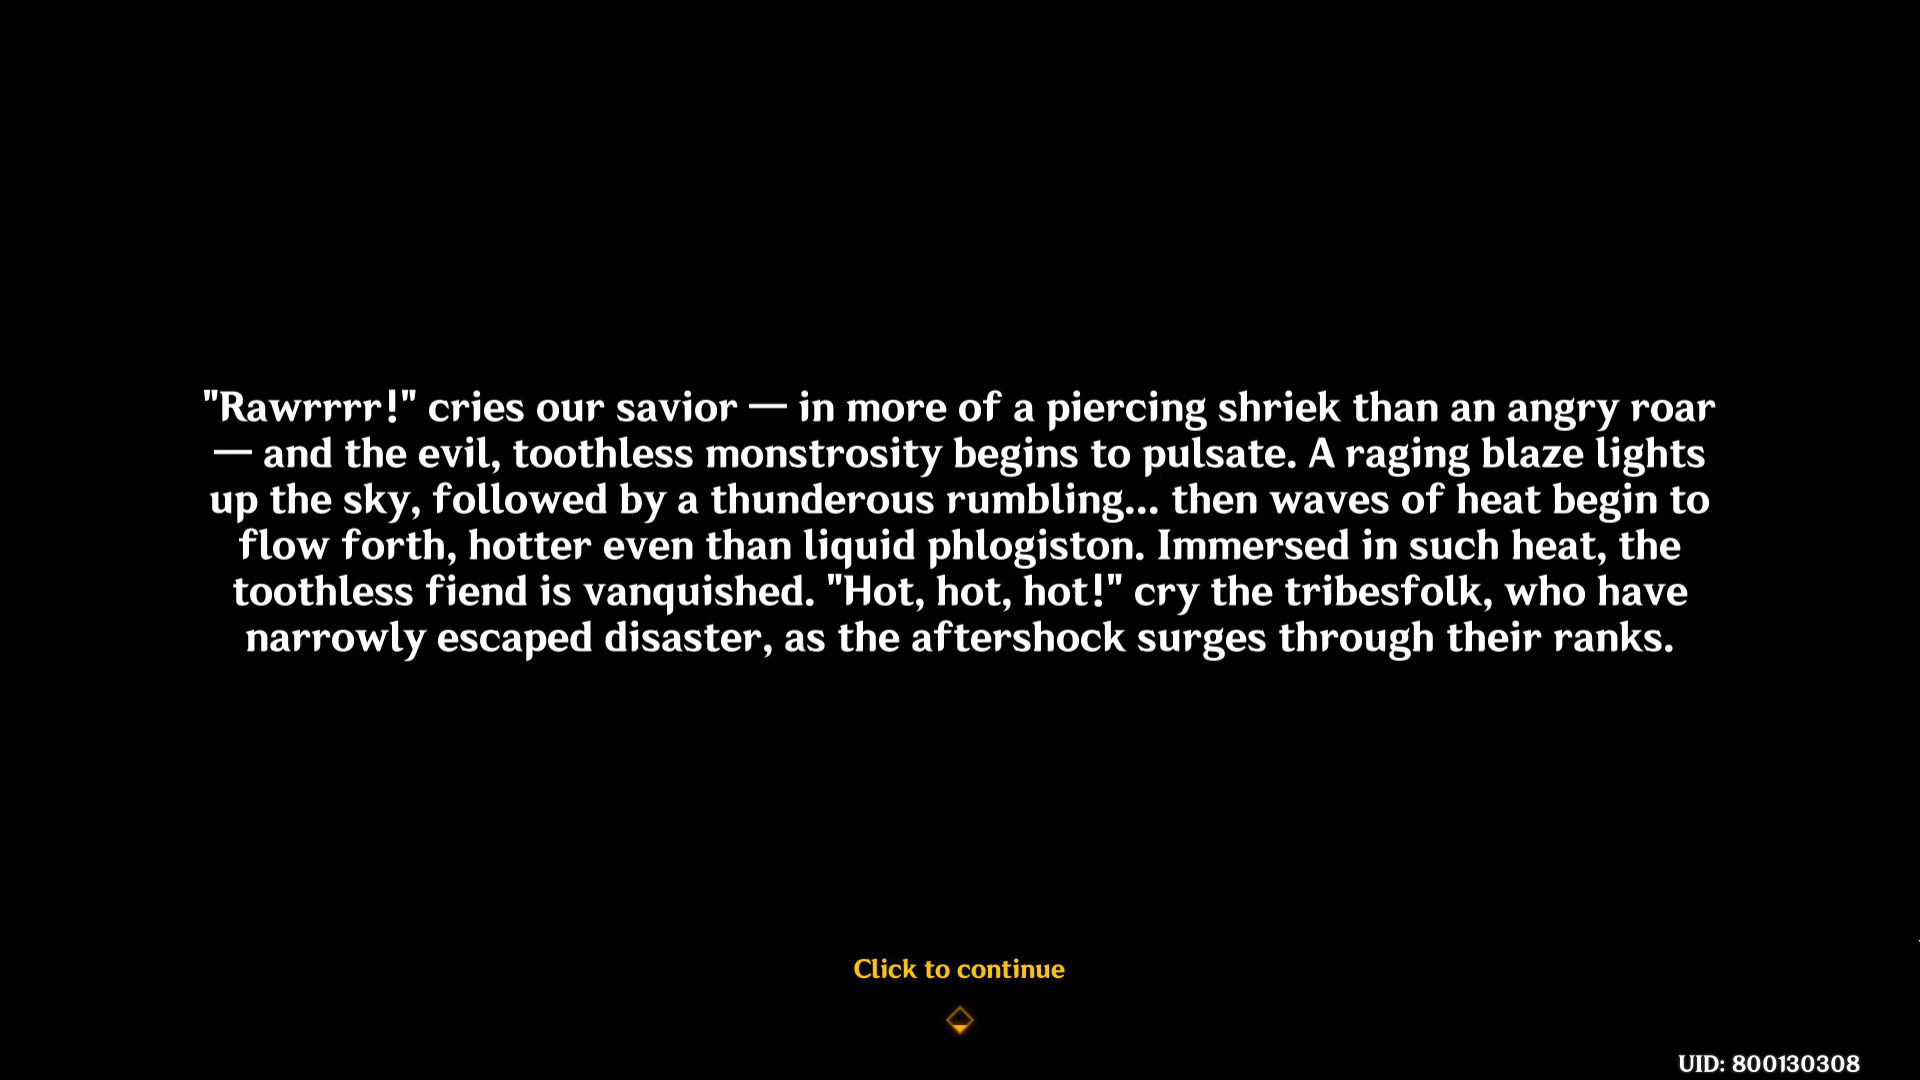 "Rawrrrr!" cries our savior — in more of a piercing shriek than an angry roar
— and the evil, toothless monstrosity begins to pulsate. A raging blaze lights
up the sky, followed by a thunderous rumbling... then waves of heat begin to
flow forth, hotter even than liquid phlogiston. Immersed in such heat, the
toothless fiend is vanquished. "Hot, hot, hot!" cry the tribesfolk, who have
narrowly escaped disaster, as the aftershock surges through their ranks.
Click to continue
UID: 800130308